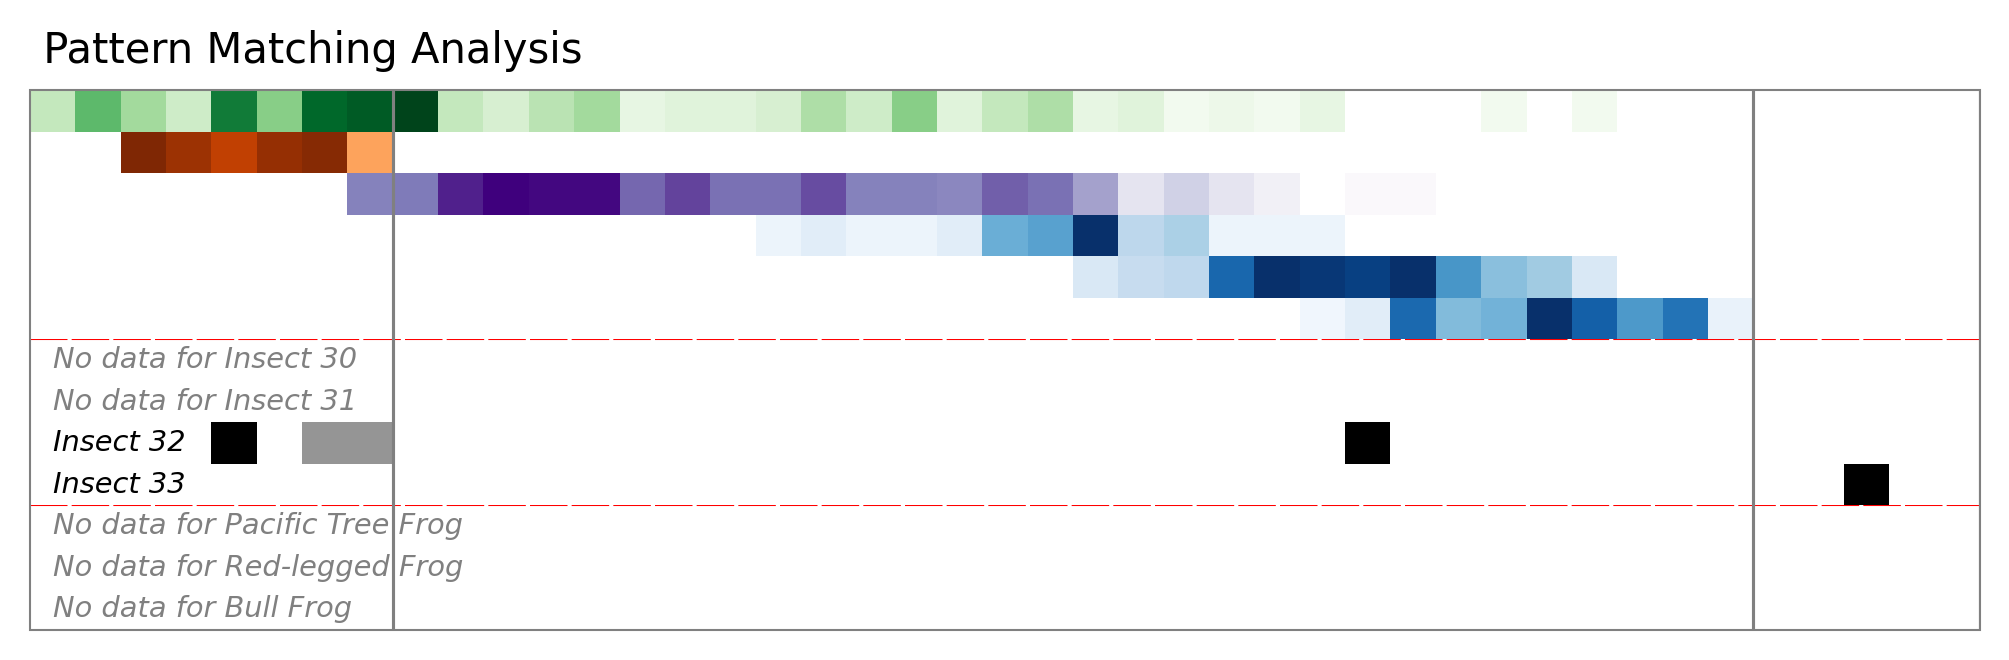 Pattern Matching Analysis
No data for Insect 30
No data for Insect 31
Insect 32
Insect 33
No data for Pacific Tree Frog
No data for Red-legged Frog
No data for Bull Frog